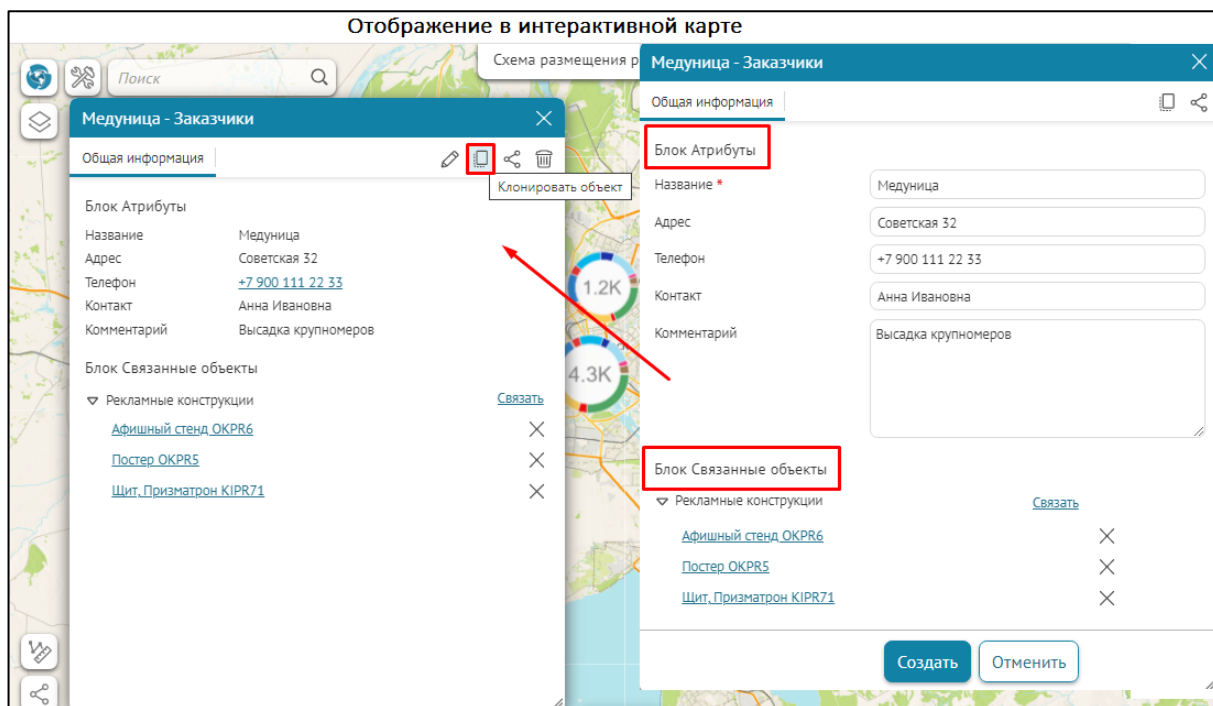 Отображение в интерактивной карте
Поиск
Схема размещения р
Медуница - Заказчики
Общая информация
Клонировать объект
Блок Атрибуты
Название Медуница
Адрес Советская 32
Телефон +7 900 111 22 33
Контакт Анна Ивановна
Комментарий Высадка крупномеров
Блок Связанные объекты
Рекламные конструкции Связать
Афишный стенд OKPR6
Постер OKPR5
Щит, Призматрон KIPR71
1.2K
4.3K
Медуница - Заказчики
Общая информация
Блок Атрибуты
Название * Медуница
Адрес Советская 32
Телефон +7 900 111 22 33
Контакт Анна Ивановна
Комментарий Высадка крупномеров
Блок Связанные объекты
Рекламные конструкции Связать
Афишный стенд OKPR6
Постер OKPR5
Щит, Призматрон KIPR71
Создать Отменить